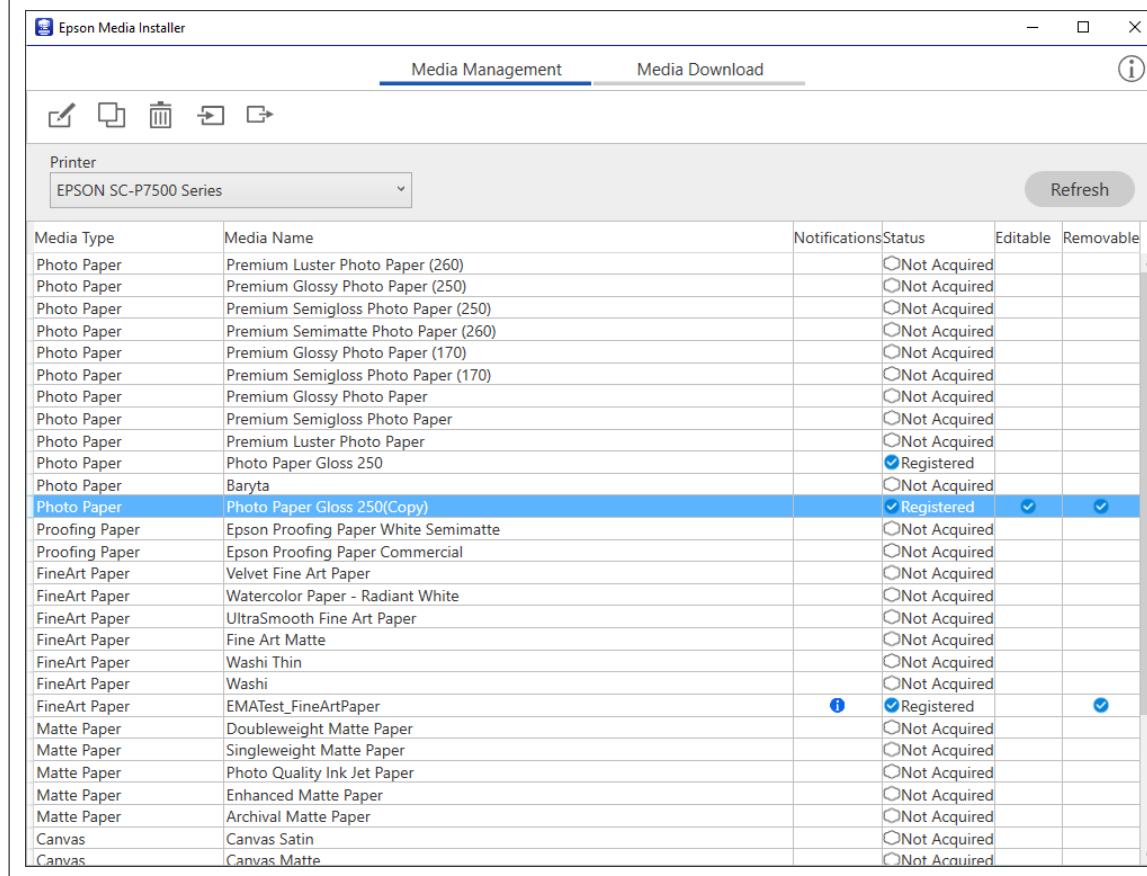 Epson Media Installer
Media Management Media Download
Printer
EPSON SC-P7500 Series
Refresh
Media Type Media Name Notifications Status Editable Removable
Photo Paper Premium Luster Photo Paper (260) Not Acquired
Photo Paper Premium Glossy Photo Paper (250) Not Acquired
Photo Paper Premium Semigloss Photo Paper (250) Not Acquired
Photo Paper Premium Semimatte Photo Paper (260) Not Acquired
Photo Paper Premium Glossy Photo Paper (170) Not Acquired
Photo Paper Premium Semigloss Photo Paper (170) Not Acquired
Photo Paper Premium Glossy Photo Paper Not Acquired
Photo Paper Premium Semigloss Photo Paper Not Acquired
Photo Paper Premium Luster Photo Paper Not Acquired
Photo Paper Photo Paper Gloss 250 Registered
Photo Paper Baryta Not Acquired
Photo Paper Photo Paper Gloss 250(Copy) Registered
Proofing Paper Epson Proofing Paper White Semimatte Not Acquired
Proofing Paper Epson Proofing Paper Commercial Not Acquired
FineArt Paper Velvet Fine Art Paper Not Acquired
FineArt Paper Watercolor Paper - Radiant White Not Acquired
FineArt Paper UltraSmooth Fine Art Paper Not Acquired
FineArt Paper Fine Art Matte Not Acquired
FineArt Paper Washi Thin Not Acquired
FineArt Paper Washi Not Acquired
FineArt Paper EMATest_FineArtPaper Registered
Matte Paper Doubleweight Matte Paper Not Acquired
Matte Paper Singleweight Matte Paper Not Acquired
Matte Paper Photo Quality Ink Jet Paper Not Acquired
Matte Paper Enhanced Matte Paper Not Acquired
Matte Paper Archival Matte Paper Not Acquired
Canvas Canvas Satin Not Acquired
Canvas Canvas Matte Not Acquired